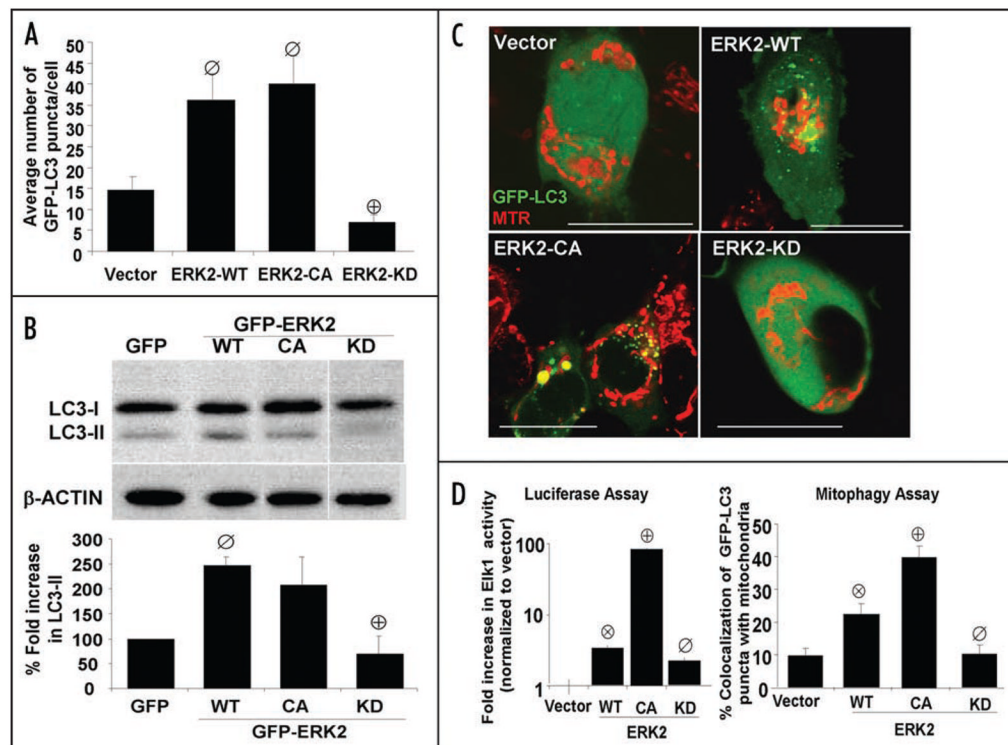 A
Average number of
GFP-LC3 puncta/cell
50
45
40
35
30
25
20
15
10
5
0
Vector ERK2-WT ERK2-CA ERK2-KD
B
GFP-ERK2
GFP WT CA KD
LC3-I
LC3-II
β-ACTIN
% Fold increase
in LC3-II
300
250
200
150
100
50
0
GFP WT CA KD
GFP-ERK2
C
Vector
GFP-LC3
MTR
ERK2-WT
ERK2-CA
ERK2-KD
D
Luciferase Assay
Fold increase in Elk1 activity
(normalized to vector)
100
10
1
Vector WT CA KD
ERK2
Mitophagy Assay
% Colocalization of GFP-LC3
puncta with mitochondria
50
40
30
20
10
0
Vector WT CA KD
ERK2